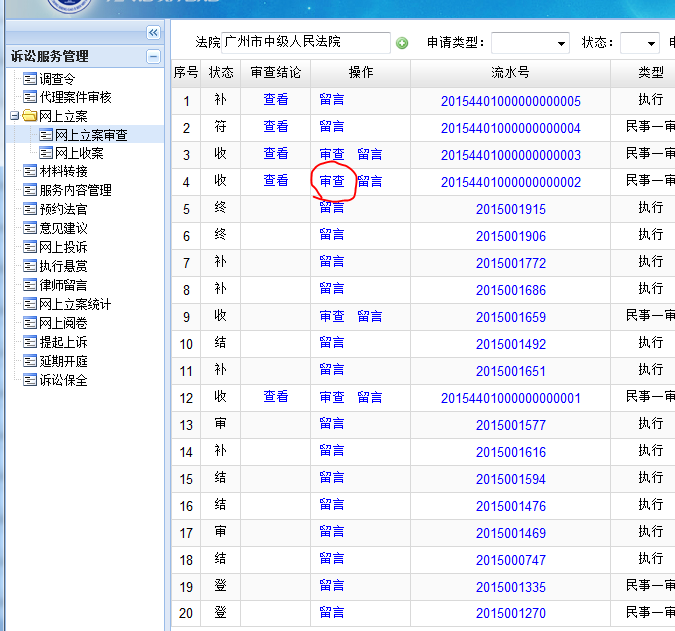 诉讼服务管理
调查令
代理案件审核
网上立案
网上立案审查
网上收案
材料转接
服务内容管理
预约法官
意见建议
网上投诉
执行悬赏
律师留言
网上立案统计
网上阅卷
提起上诉
延期开庭
诉讼保全
法院 广州市中级人民法院 申请类型: 状态:
序号 状态 审查结论 操作 流水号 类型
1 补 查看 留言 20154401000000000005 执行
2 符 查看 留言 20154401000000000004 民事一审
3 收 查看 审查 留言 20154401000000000003 民事一审
4 收 查看 审查 留言 20154401000000000002 民事一审
5 终 留言 2015001915 执行
6 终 留言 2015001906 执行
7 补 留言 2015001772 执行
8 补 留言 2015001686 执行
9 收 审查 留言 2015001659 民事一审
10 结 留言 2015001492 执行
11 补 留言 2015001651 执行
12 收 查看 审查 留言 20154401000000000001 民事一审
13 审 留言 2015001577 执行
14 补 留言 2015001616 执行
15 结 留言 2015001594 执行
16 结 留言 2015001476 执行
17 审 留言 2015001469 执行
18 结 留言 2015000747 执行
19 登 留言 2015001335 民事一审
20 登 留言 2015001270 民事一审